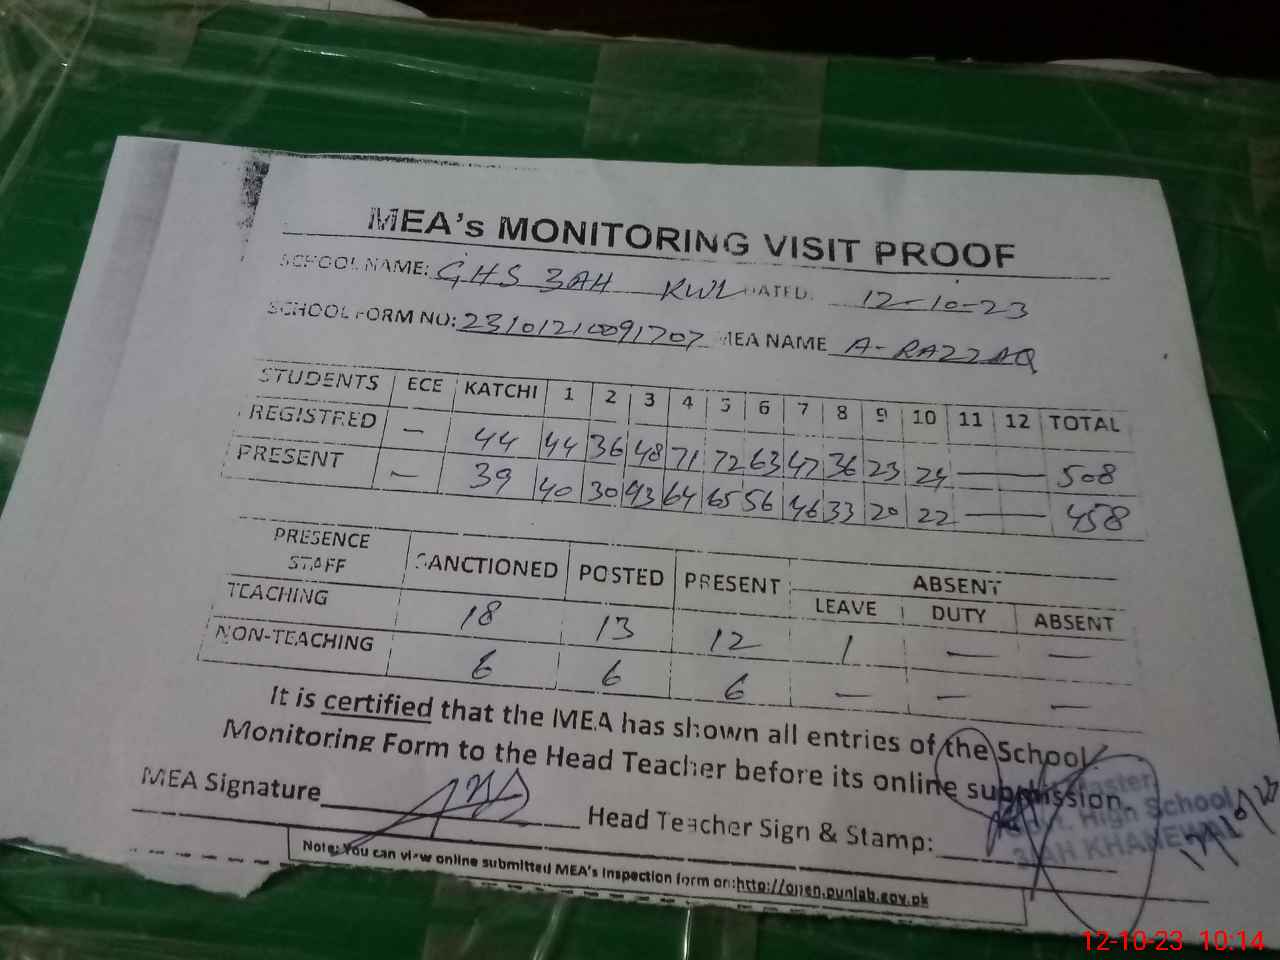 MEA's MONITORING VISIT PROOF
SCHOOL NAME: GHS 3AH KWL DATED: 12-10-23
SCHOOL FORM NO: 23101210091707 MEA NAME A-RAZZAQ
STUDENTS ECE KATCHI 1 2 3 4 5 6 7 8 9 10 11 12 TOTAL
REGISTRED — 44 44 36 48 71 72 63 47 36 23 24 — 508
PRESENT — 39 40 30 43 64 65 56 46 33 20 22 — 458
PRESENCE STAFF SANCTIONED POSTED PRESENT ABSENT
LEAVE DUTY ABSENT
TEACHING 18 13 12 1 — —
NON-TEACHING 6 6 6 — — —
It is certified that the MEA has shown all entries of the School
Monitoring Form to the Head Teacher before its online submission.
MEA Signature Head Teacher Sign & Stamp:
Master
High School
3AH KHANEWAL
Note: You can view online submitted MEA's Inspection form on:http://open.punjab.gov.pk
12-10-23 10:14